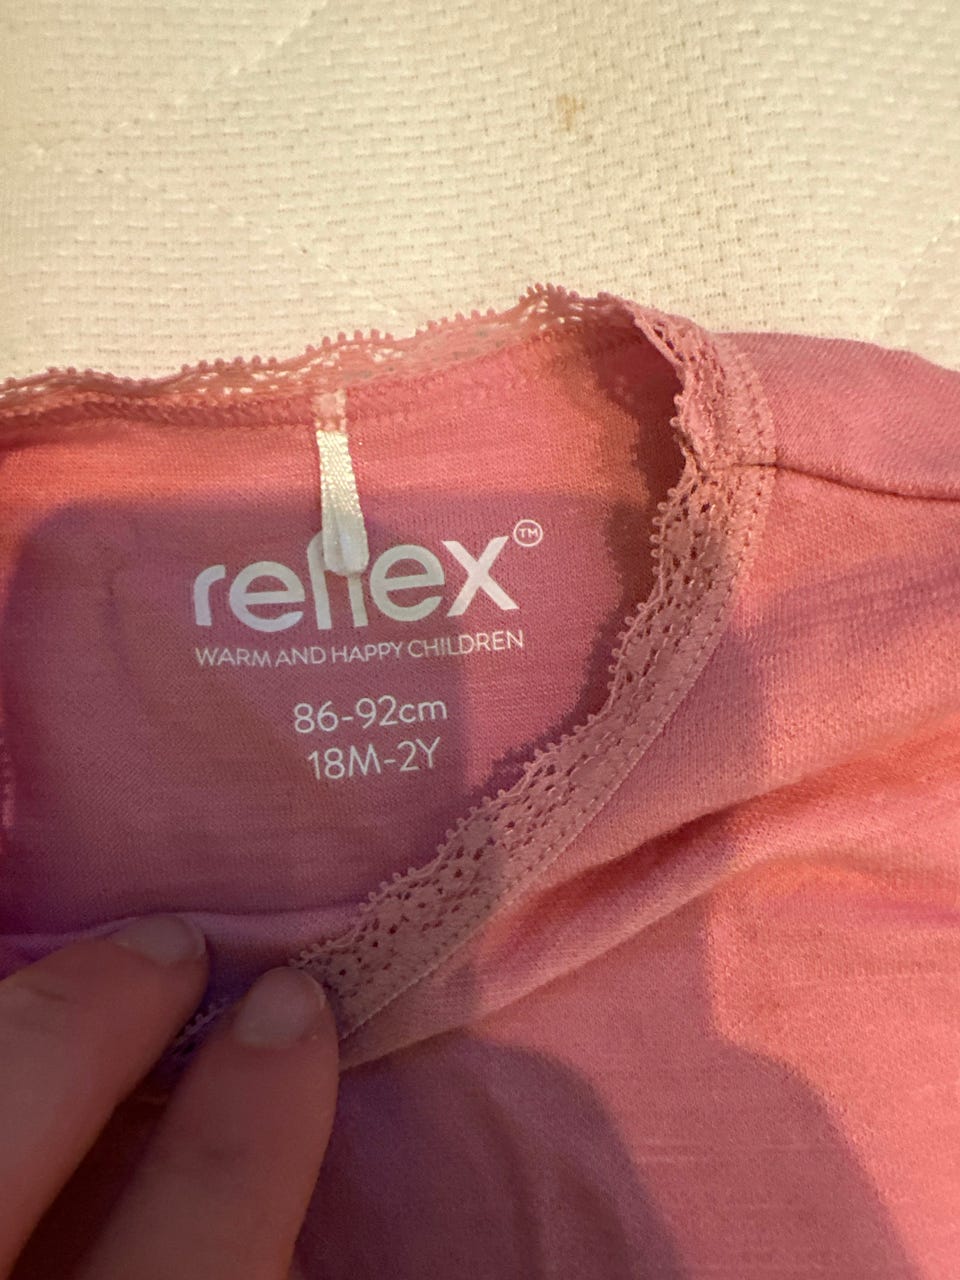 reflex™
WARM AND HAPPY CHILDREN
86-92cm
18M-2Y